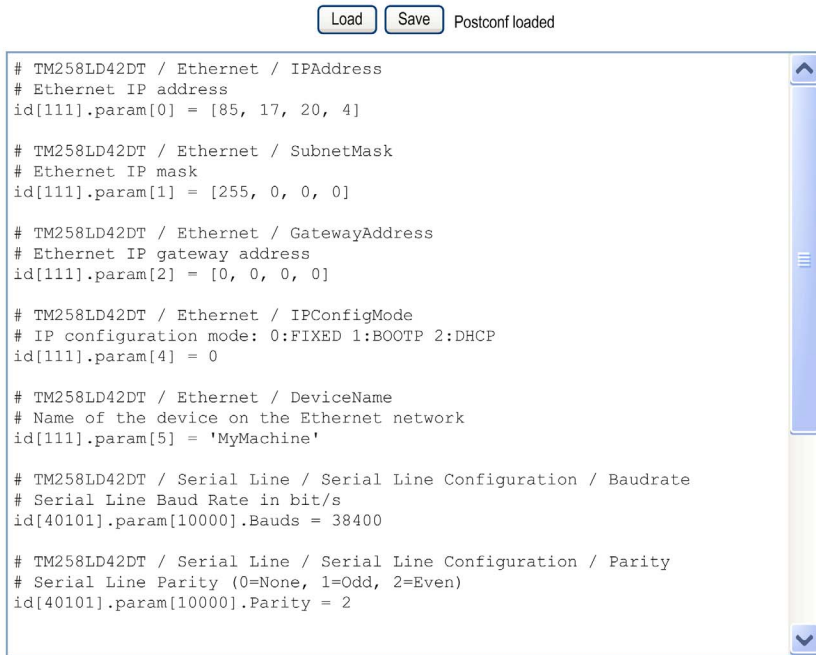 Load Save Postconf loaded
# TM258LD42DT / Ethernet / IPAddress
# Ethernet IP address
id[111].param[0] = [85, 17, 20, 4]
# TM258LD42DT / Ethernet / SubnetMask
# Ethernet IP mask
id[111].param[1] = [255, 0, 0, 0]
# TM258LD42DT / Ethernet / GatewayAddress
# Ethernet IP gateway address
id[111].param[2] = [0, 0, 0, 0]
# TM258LD42DT / Ethernet / IPConfigMode
# IP configuration mode: 0:FIXED 1:BOOTP 2:DHCP
id[111].param[4] = 0
# TM258LD42DT / Ethernet / DeviceName
# Name of the device on the Ethernet network
id[111].param[5] = 'MyMachine'
# TM258LD42DT / Serial Line / Serial Line Configuration / Baudrate
# Serial Line Baud Rate in bit/s
id[40101].param[10000].Bauds = 38400
# TM258LD42DT / Serial Line / Serial Line Configuration / Parity
# Serial Line Parity (0=None, 1=Odd, 2=Even)
id[40101].param[10000].Parity = 2